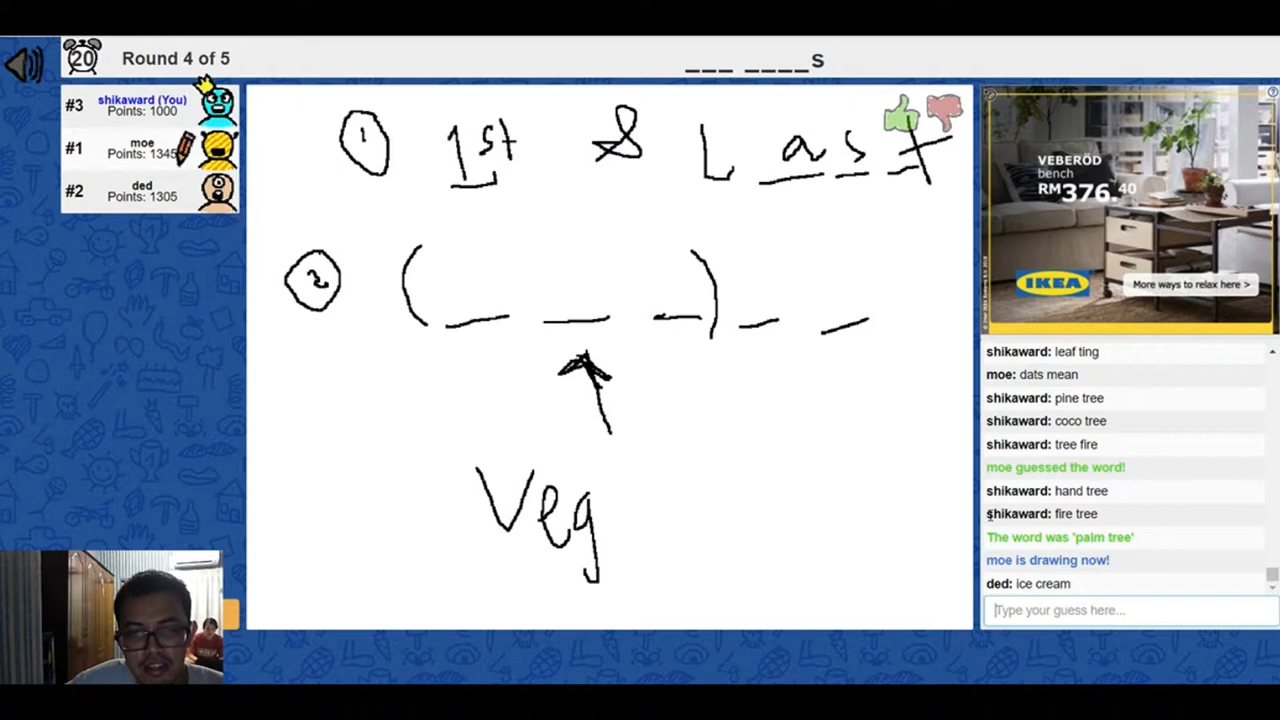 20 Round 4 of 5 ___ ____s
#3 shikaward (You)
Points: 1000
#1 moe
Points: 1345
#2 ded
Points: 1305
1 1st & Last
2 ( _ _ _ ) _ _
Veg
VEBERÖD
bench
RM376.40
IKEA
More ways to relax here >
shikaward: leaf ting
moe: dats mean
shikaward: pine tree
shikaward: coco tree
shikaward: tree fire
moe guessed the word!
shikaward: hand tree
shikaward: fire tree
The word was 'palm tree'
moe is drawing now!
ded: ice cream
Type your guess here...